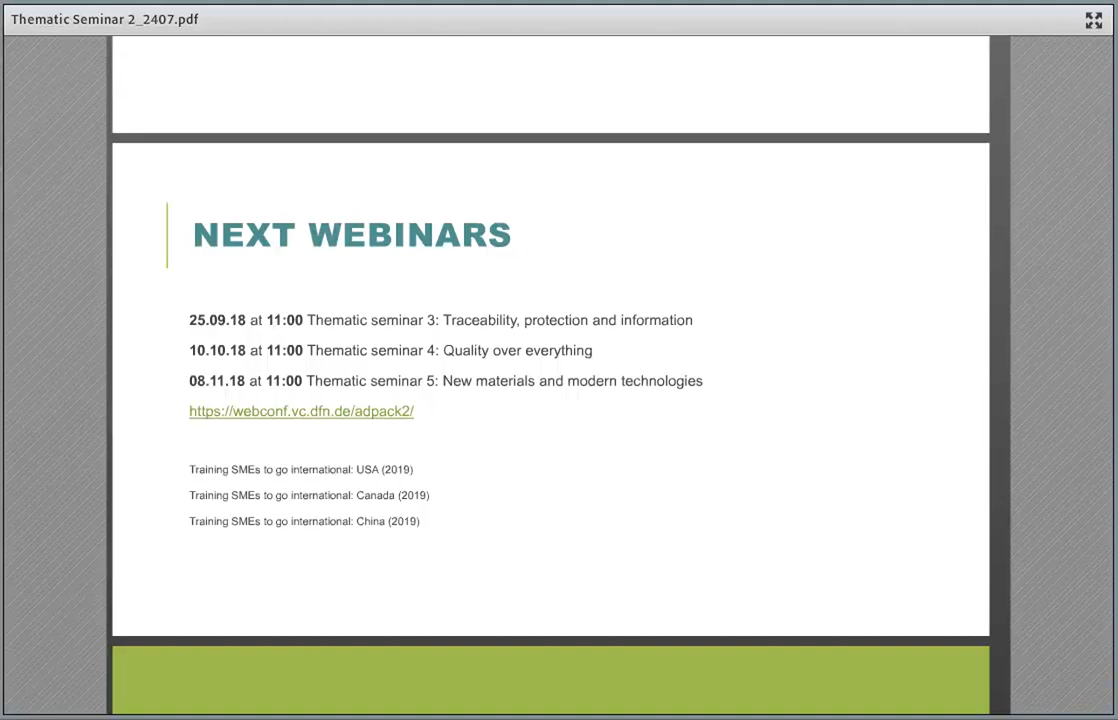 Thematic Seminar 2_2407.pdf
NEXT WEBINARS
25.09.18 at 11:00 Thematic seminar 3: Traceability, protection and information
10.10.18 at 11:00 Thematic seminar 4: Quality over everything
08.11.18 at 11:00 Thematic seminar 5: New materials and modern technologies
https://webconf.vc.dfn.de/adpack2/
Training SMEs to go international: USA (2019)
Training SMEs to go international: Canada (2019)
Training SMEs to go international: China (2019)